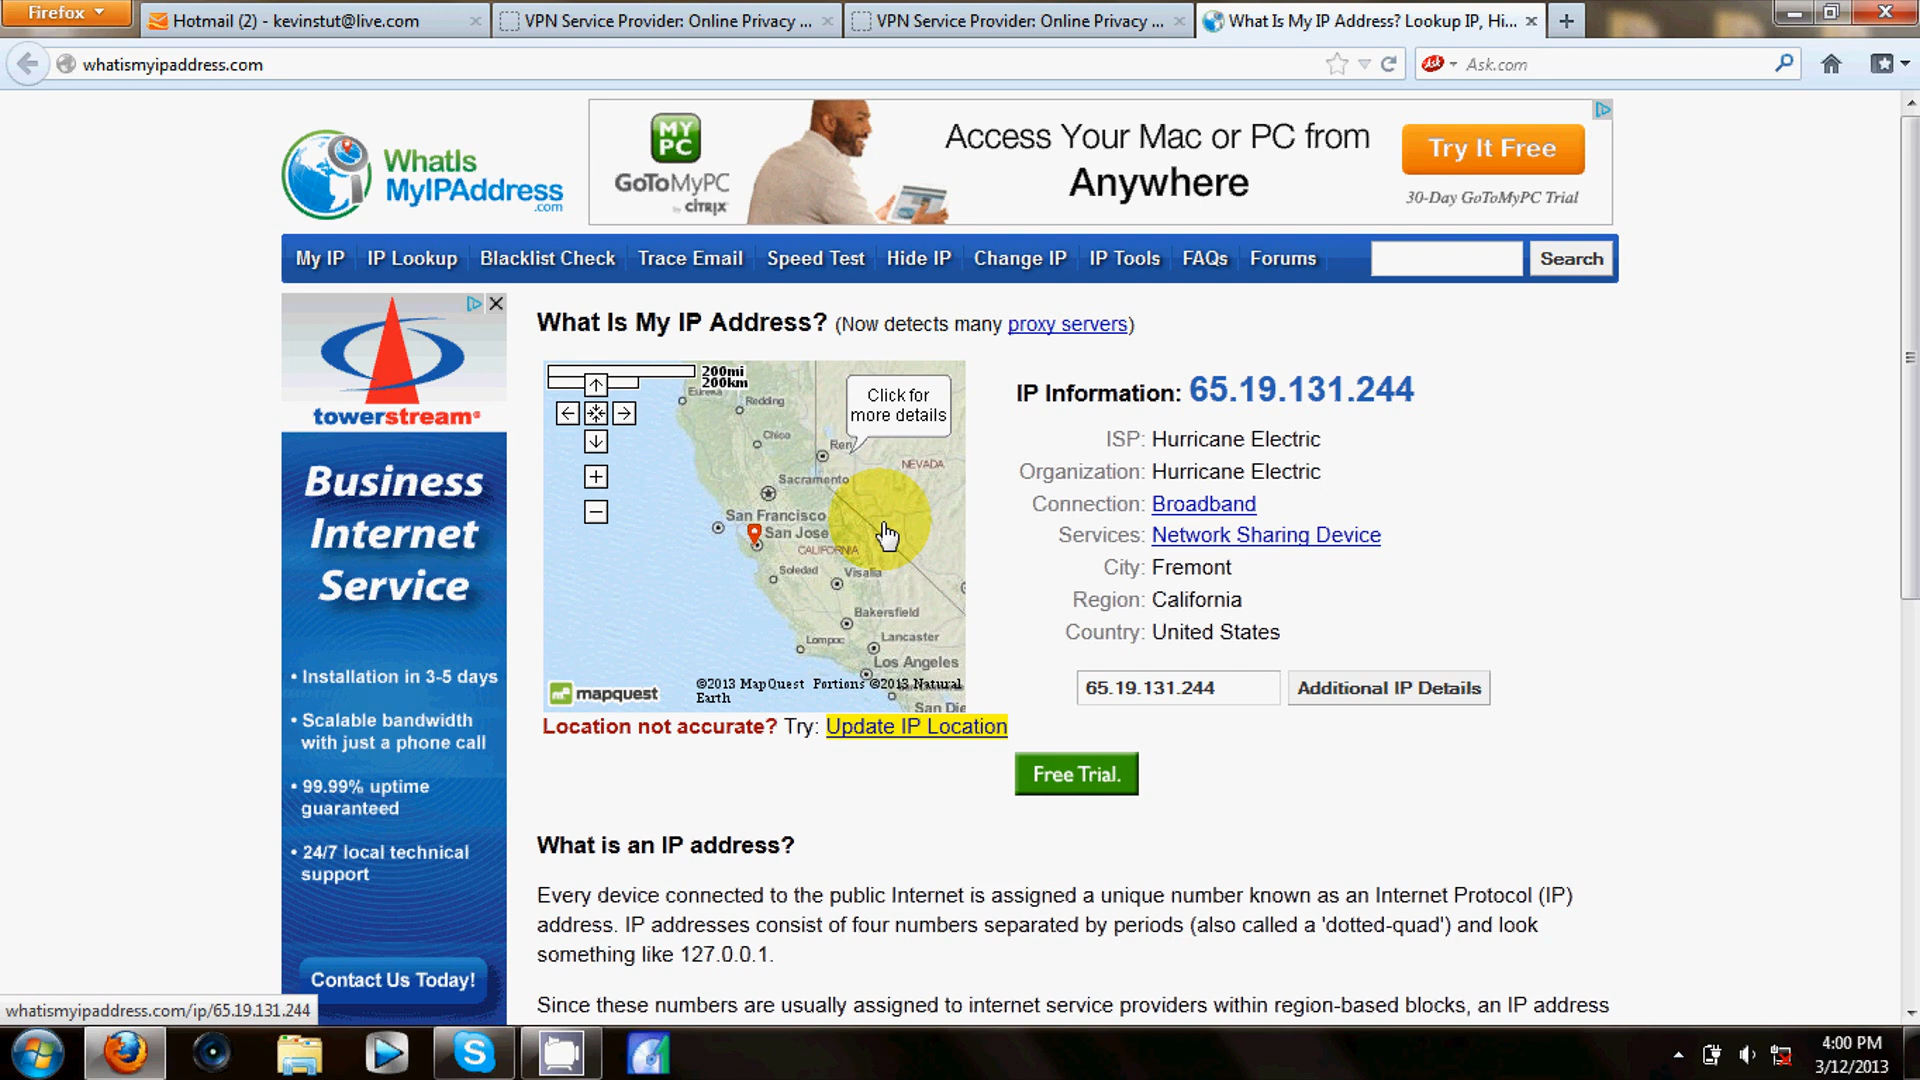 Firefox
Hotmail (2) - kevinstut@live.com
VPN Service Provider: Online Privacy ...
VPN Service Provider: Online Privacy ...
What Is My IP Address? Lookup IP, Hi...
whatismyipaddress.com
Ask.com
WhatIs
MyIPAddress
.com
MY
PC
GoToMyPC
by CITRIX
Access Your Mac or PC from
Anywhere
Try It Free
30-Day GoToMyPC Trial
My IP
IP Lookup
Blacklist Check
Trace Email
Speed Test
Hide IP
Change IP
IP Tools
FAQs
Forums
Search
towerstream®
Business
Internet
Service
• Installation in 3-5 days
• Scalable bandwidth
with just a phone call
• 99.99% uptime
guaranteed
• 24/7 local technical
support
Contact Us Today!
What Is My IP Address? (Now detects many proxy servers)
200mi
200km
Click for
more details
Eureka
Redding
Chico
Ren
NEVADA
Sacramento
San Francisco
San Jose
CALIFORNIA
Soledad
Visalia
Bakersfield
Lompoc
Lancaster
Los Angeles
San Die
mapquest
©2013 MapQuest Portions ©2013 Natural
Earth
Location not accurate? Try: Update IP Location
IP Information: 65.19.131.244
ISP: Hurricane Electric
Organization: Hurricane Electric
Connection: Broadband
Services: Network Sharing Device
City: Fremont
Region: California
Country: United States
65.19.131.244
Additional IP Details
Free Trial.
What is an IP address?
Every device connected to the public Internet is assigned a unique number known as an Internet Protocol (IP)
address. IP addresses consist of four numbers separated by periods (also called a 'dotted-quad') and look
something like 127.0.0.1.
Since these numbers are usually assigned to internet service providers within region-based blocks, an IP address
whatismyipaddress.com/ip/65.19.131.244
4:00 PM
3/12/2013